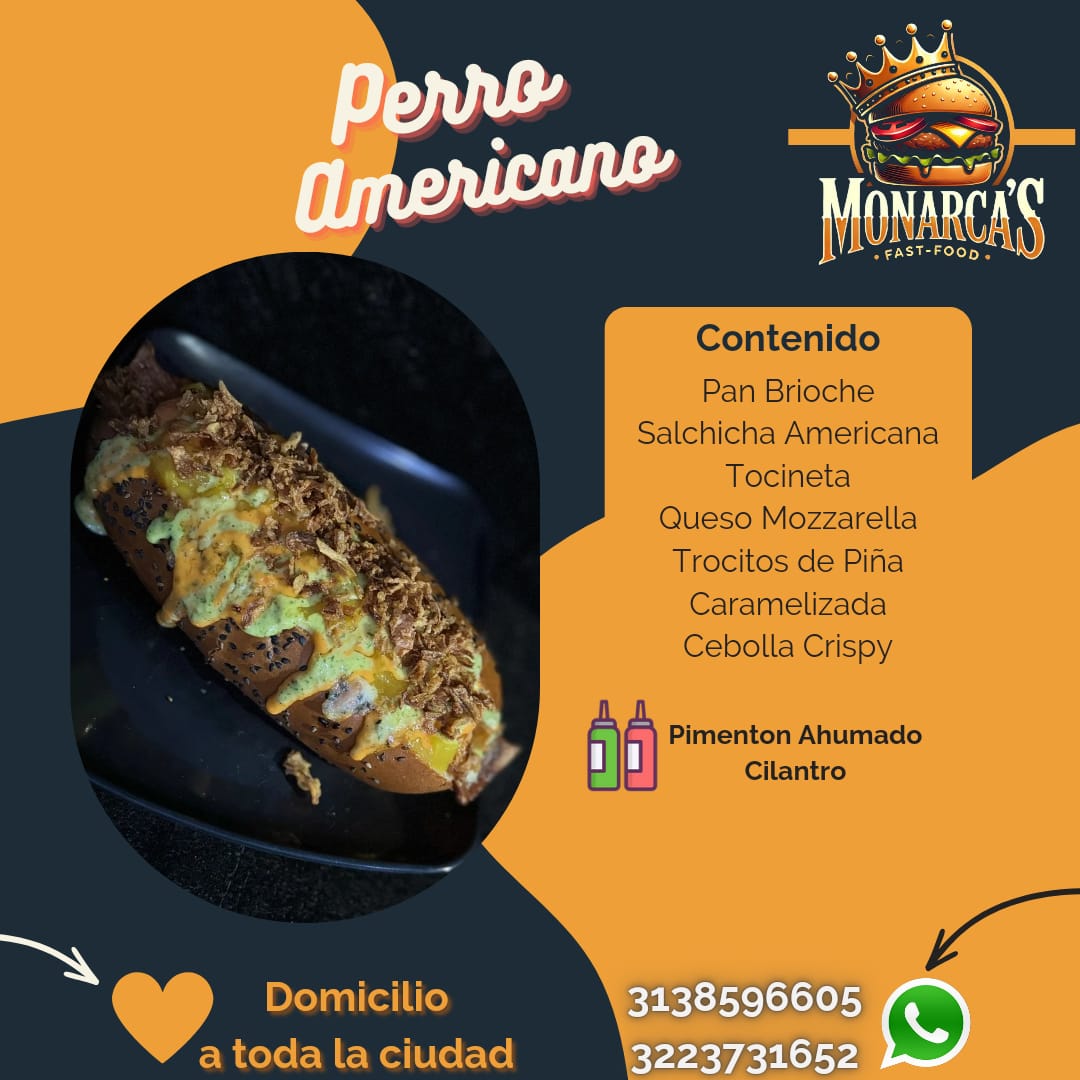 Perro
Americano
MONARCA'S
• FAST-FOOD •
Contenido
Pan Brioche
Salchicha Americana
Tocineta
Queso Mozzarella
Trocitos de Piña
Caramelizada
Cebolla Crispy
Pimenton Ahumado
Cilantro
Domicilio
a toda la ciudad
3138596605
3223731652